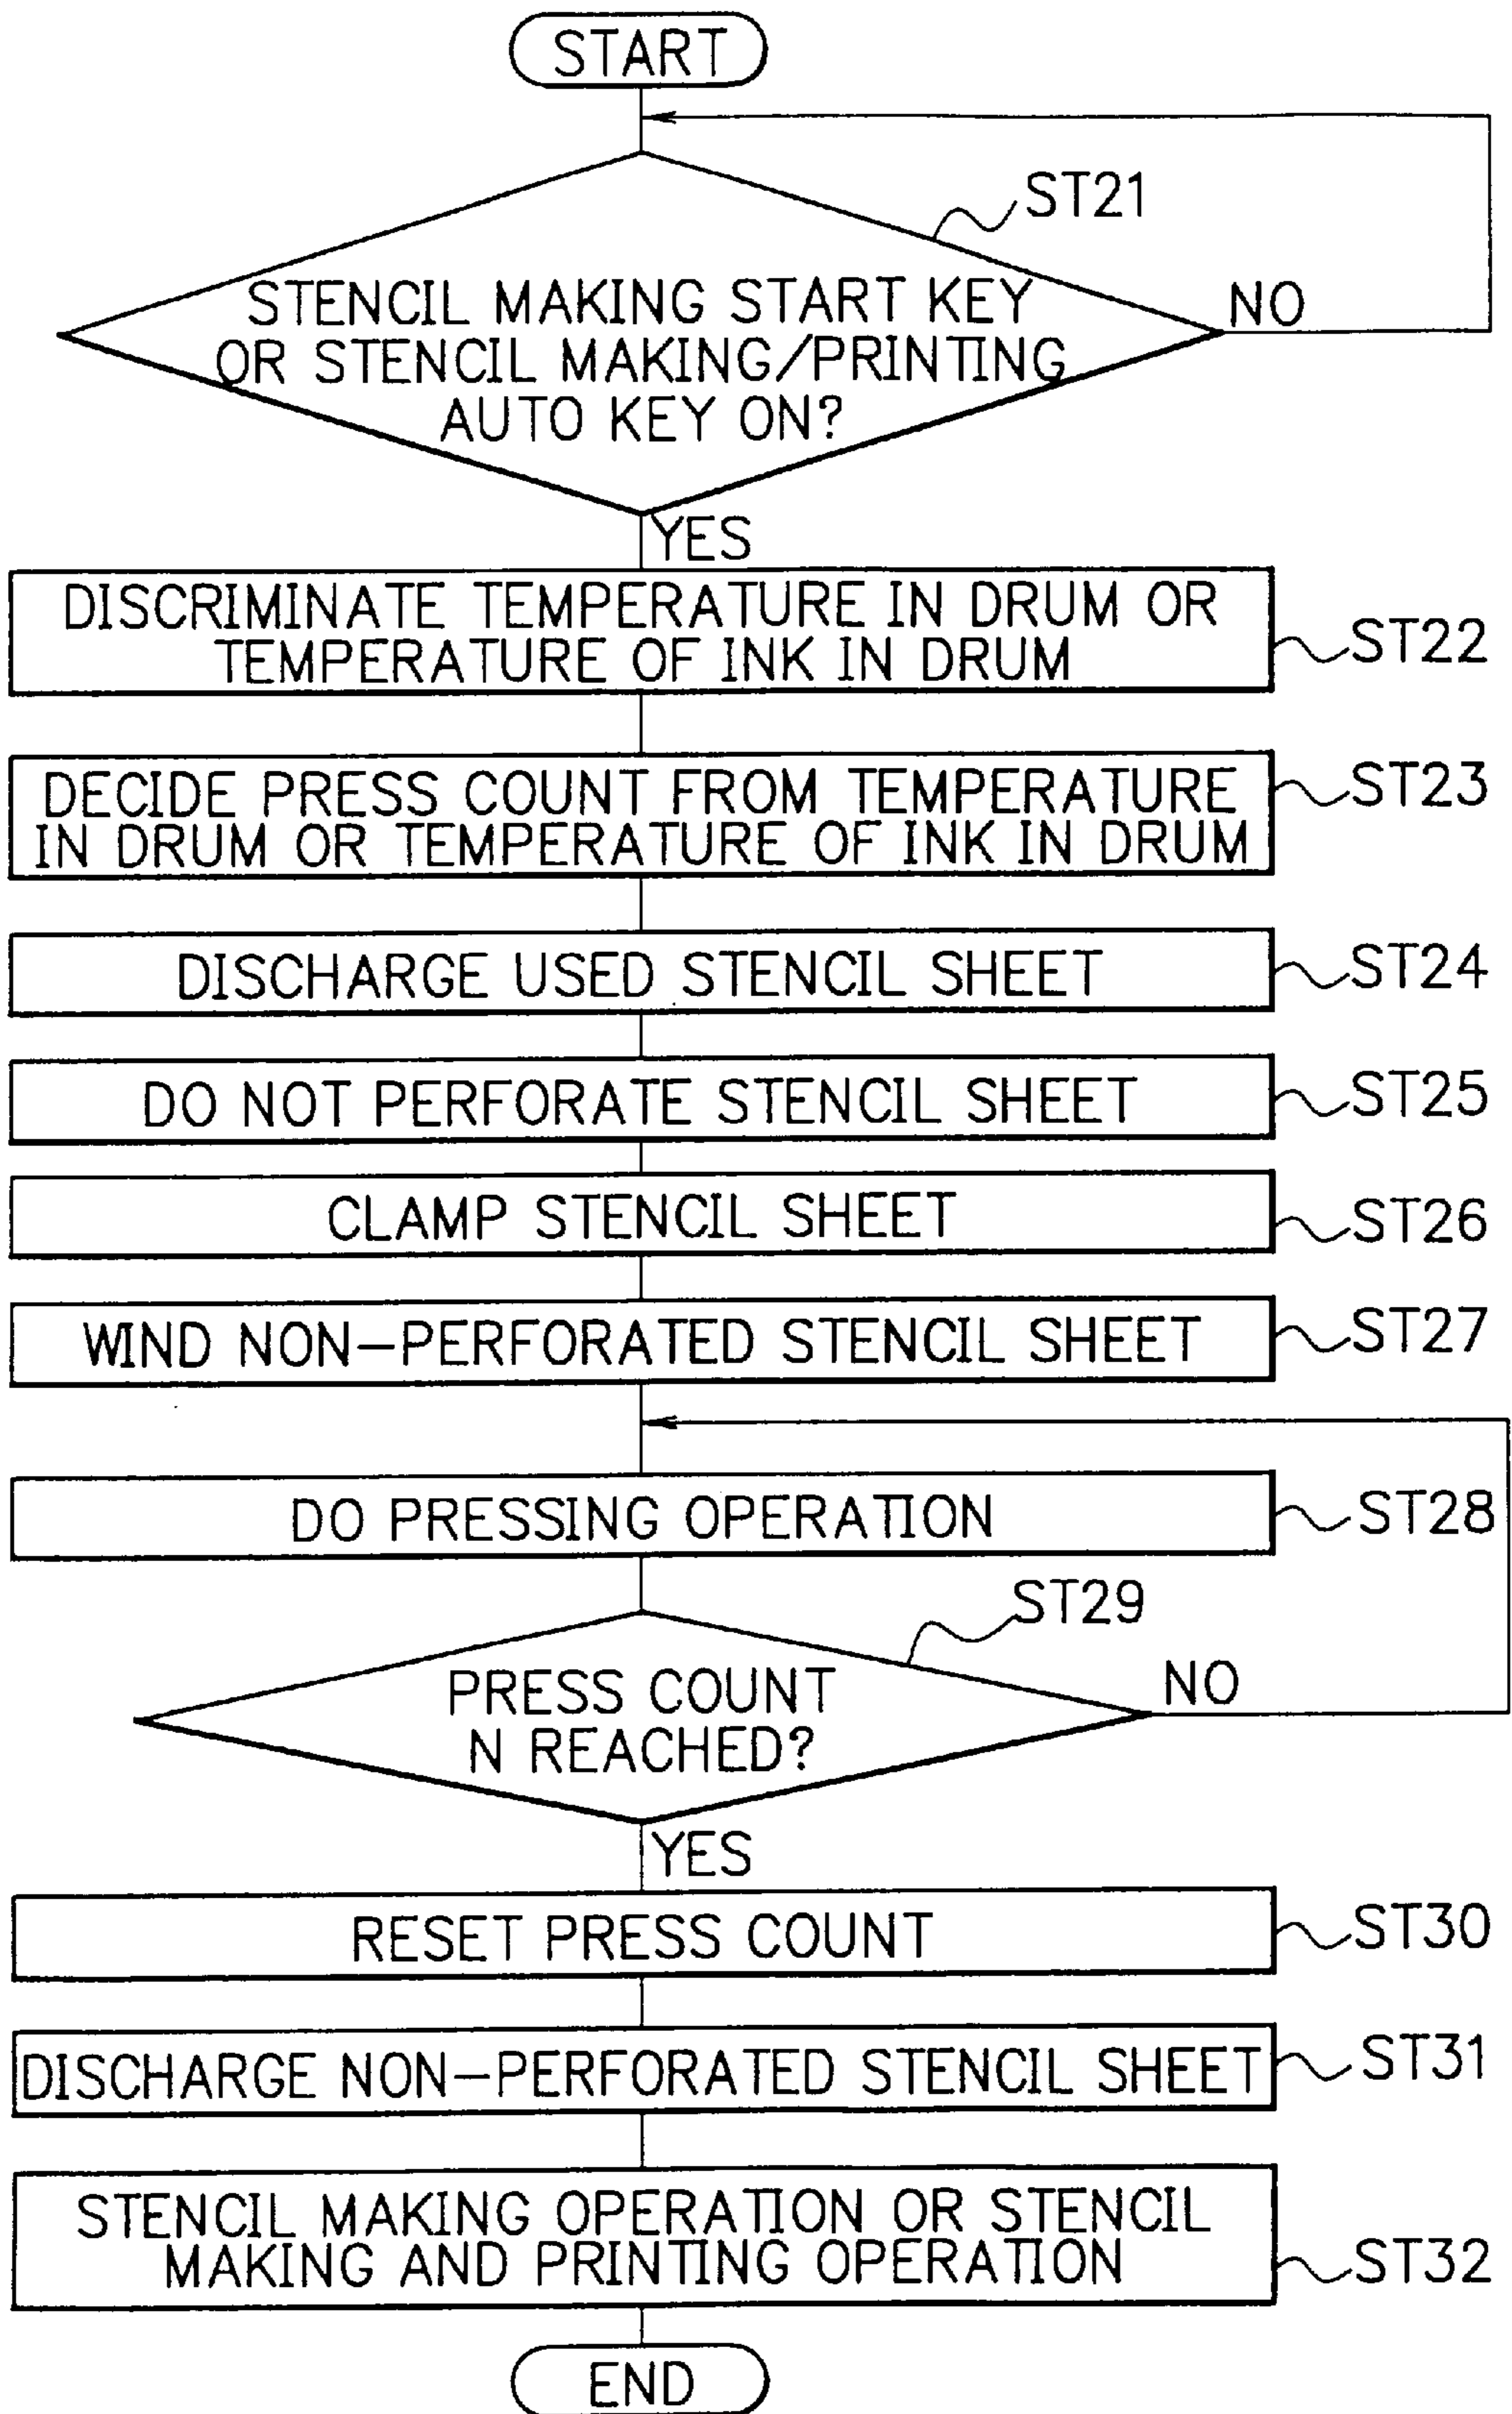 START
ST21
STENCIL MAKING START KEY
OR STENCIL MAKING/PRINTING
AUTO KEY ON?
NO
YES
DISCRIMINATE TEMPERATURE IN DRUM OR
TEMPERATURE OF INK IN DRUM
ST22
DECIDE PRESS COUNT FROM TEMPERATURE
IN DRUM OR TEMPERATURE OF INK IN DRUM
ST23
DISCHARGE USED STENCIL SHEET
ST24
DO NOT PERFORATE STENCIL SHEET
ST25
CLAMP STENCIL SHEET
ST26
WIND NON-PERFORATED STENCIL SHEET
ST27
DO PRESSING OPERATION
ST28
ST29
PRESS COUNT
N REACHED?
NO
YES
RESET PRESS COUNT
ST30
DISCHARGE NON-PERFORATED STENCIL SHEET
ST31
STENCIL MAKING OPERATION OR STENCIL
MAKING AND PRINTING OPERATION
ST32
END